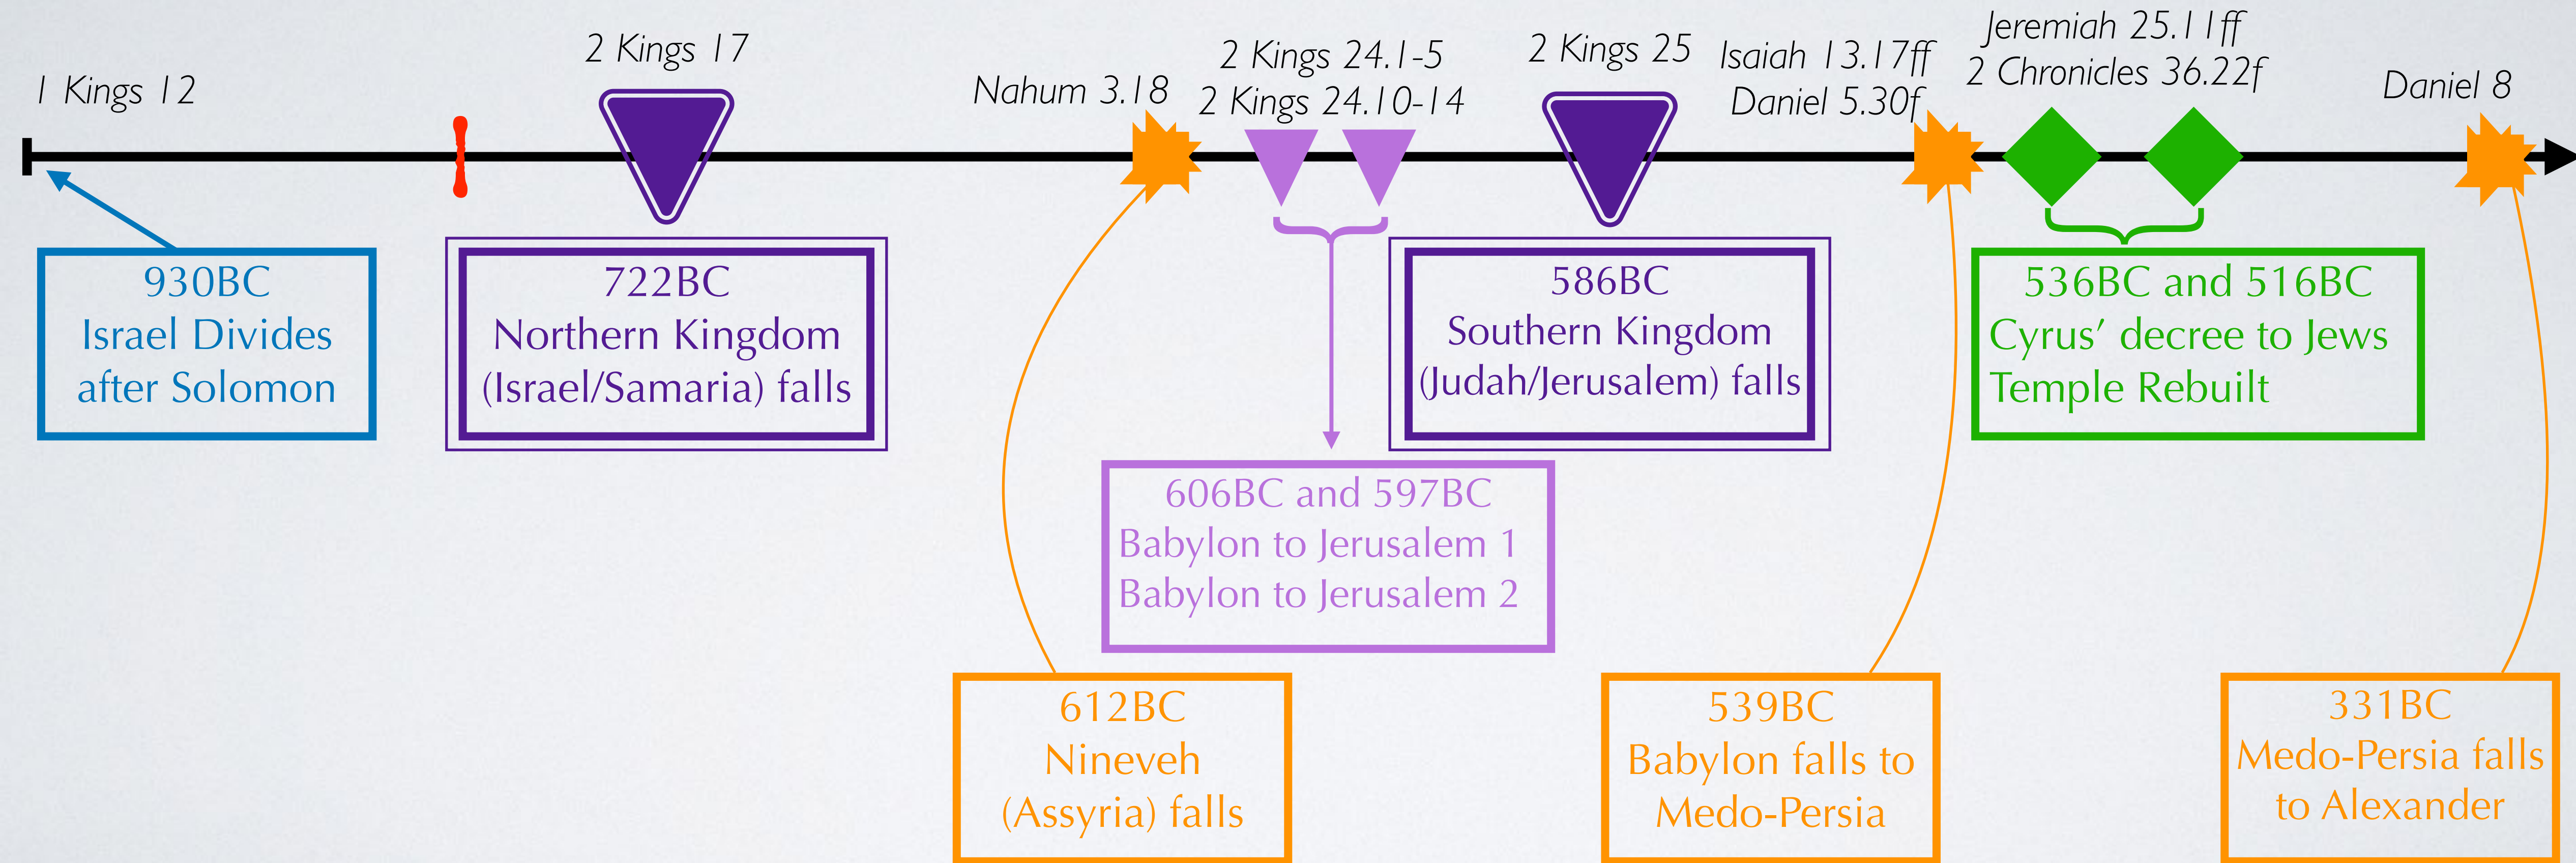 1 Kings 12
2 Kings 17
Nahum 3.18
2 Kings 24.1-5
2 Kings 24.10-14
2 Kings 25
Isaiah 13.17ff
Daniel 5.30f
Jeremiah 25.11ff
2 Chronicles 36.22f
Daniel 8
930BC
Israel Divides
after Solomon
722BC
Northern Kingdom
(Israel/Samaria) falls
586BC
Southern Kingdom
(Judah/Jerusalem) falls
536BC and 516BC
Cyrus’ decree to Jews
Temple Rebuilt
606BC and 597BC
Babylon to Jerusalem 1
Babylon to Jerusalem 2
612BC
Nineveh
(Assyria) falls
539BC
Babylon falls to
Medo-Persia
331BC
Medo-Persia falls
to Alexander